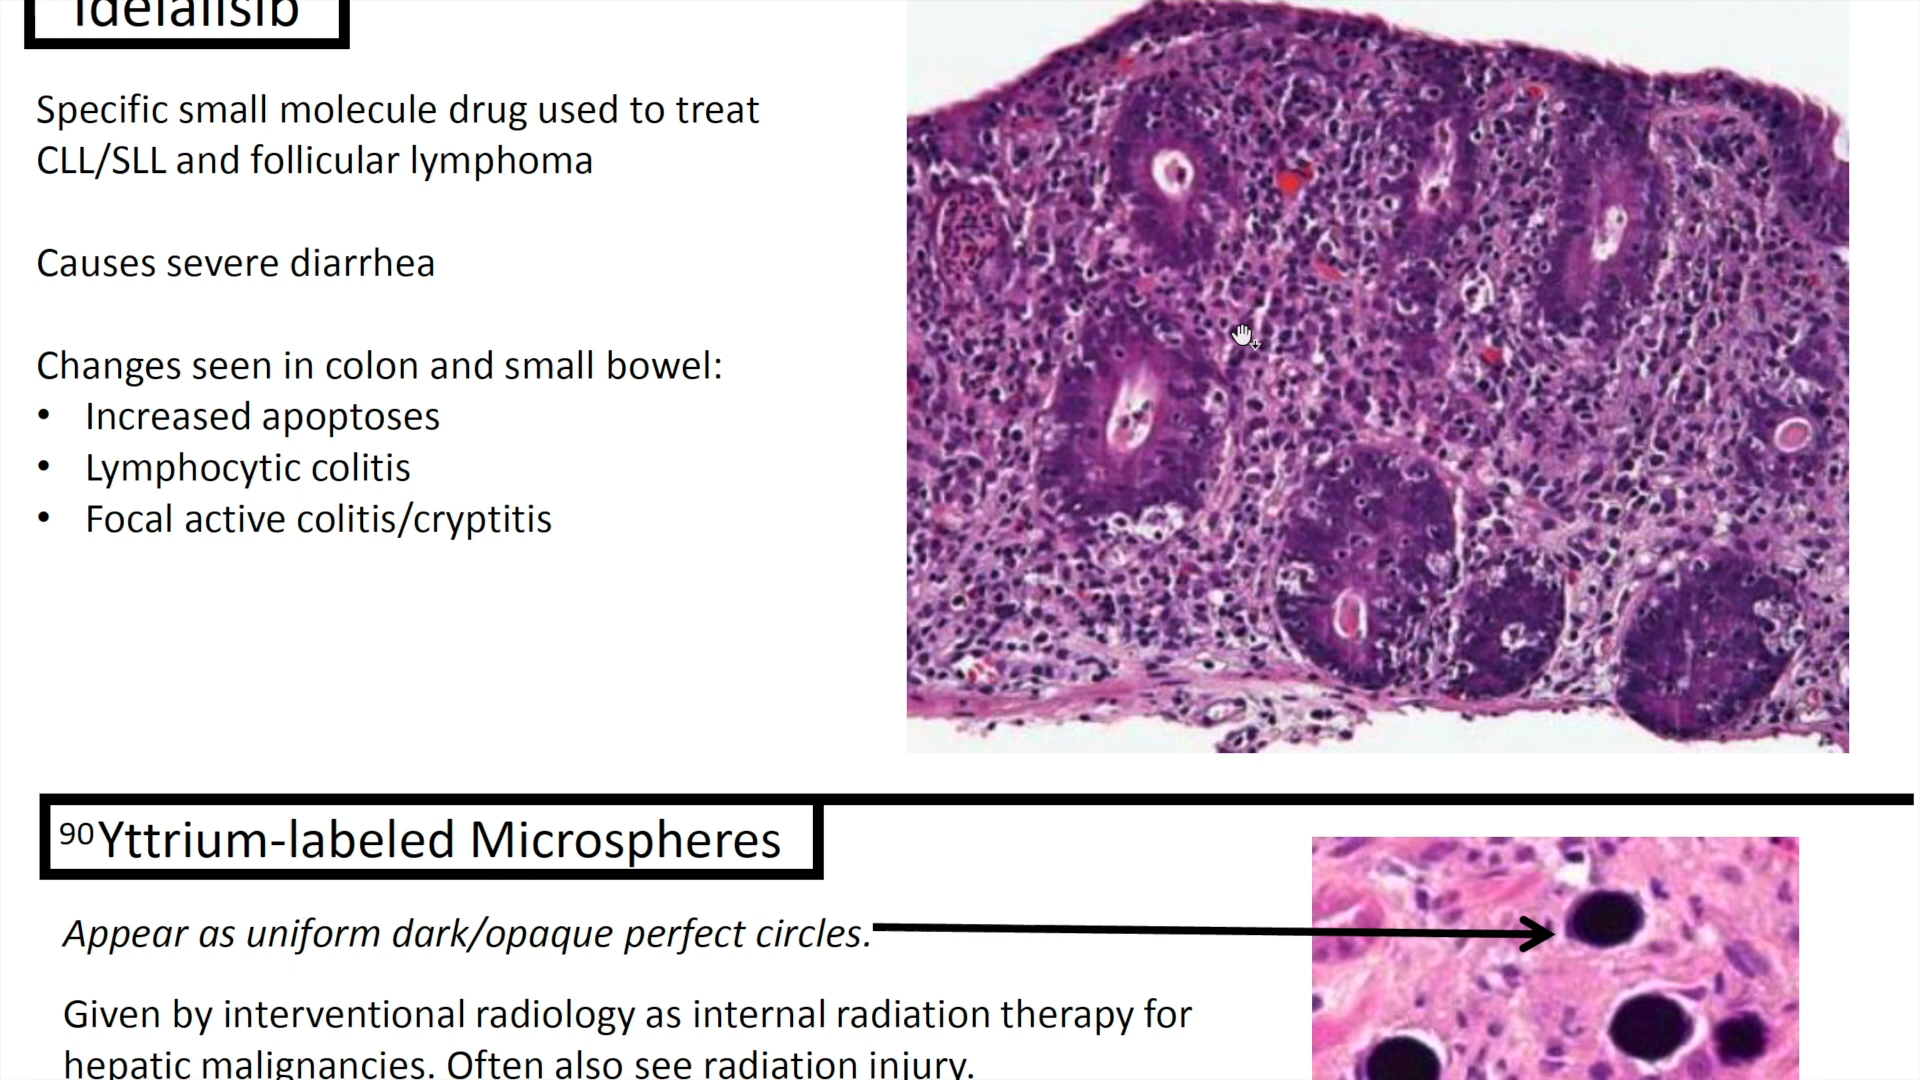 Idelalisib
Specific small molecule drug used to treat
CLL/SLL and follicular lymphoma
Causes severe diarrhea
Changes seen in colon and small bowel:
• Increased apoptoses
• Lymphocytic colitis
• Focal active colitis/cryptitis
90Yttrium-labeled Microspheres
Appear as uniform dark/opaque perfect circles.
Given by interventional radiology as internal radiation therapy for
hepatic malignancies. Often also see radiation injury.